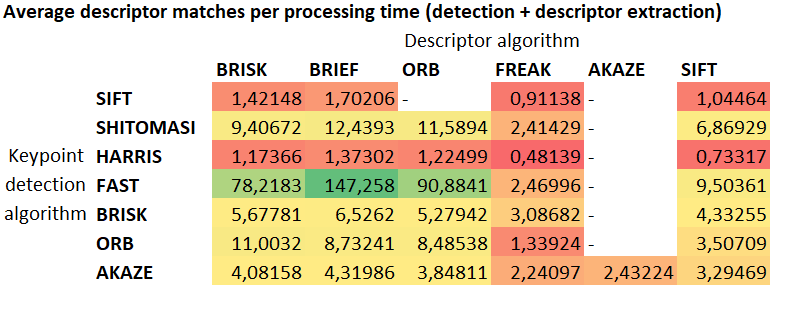 Average descriptor matches per processing time (detection + descriptor extraction)
Descriptor algorithm
BRISK BRIEF ORB FREAK AKAZE SIFT
SIFT 1,42148 1,70206 - 0,91138 - 1,04464
SHITOMASI 9,40672 12,4393 11,5894 2,41429 - 6,86929
Keypoint HARRIS 1,17366 1,37302 1,22499 0,48139 - 0,73317
detection FAST 78,2183 147,258 90,8841 2,46996 - 9,50361
algorithm BRISK 5,67781 6,5262 5,27942 3,08682 - 4,33255
ORB 11,0032 8,73241 8,48538 1,33924 - 3,50709
AKAZE 4,08158 4,31986 3,84811 2,24097 2,43224 3,29469